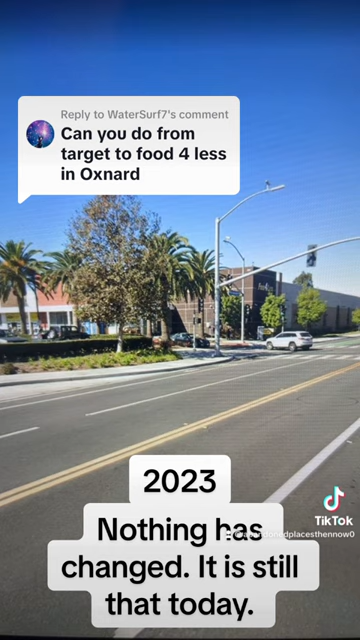 Reply to WaterSurf7's comment
Can you do from
target to food 4 less
in Oxnard
2023
Nothing has
changed. It is still
that today.
TikTok